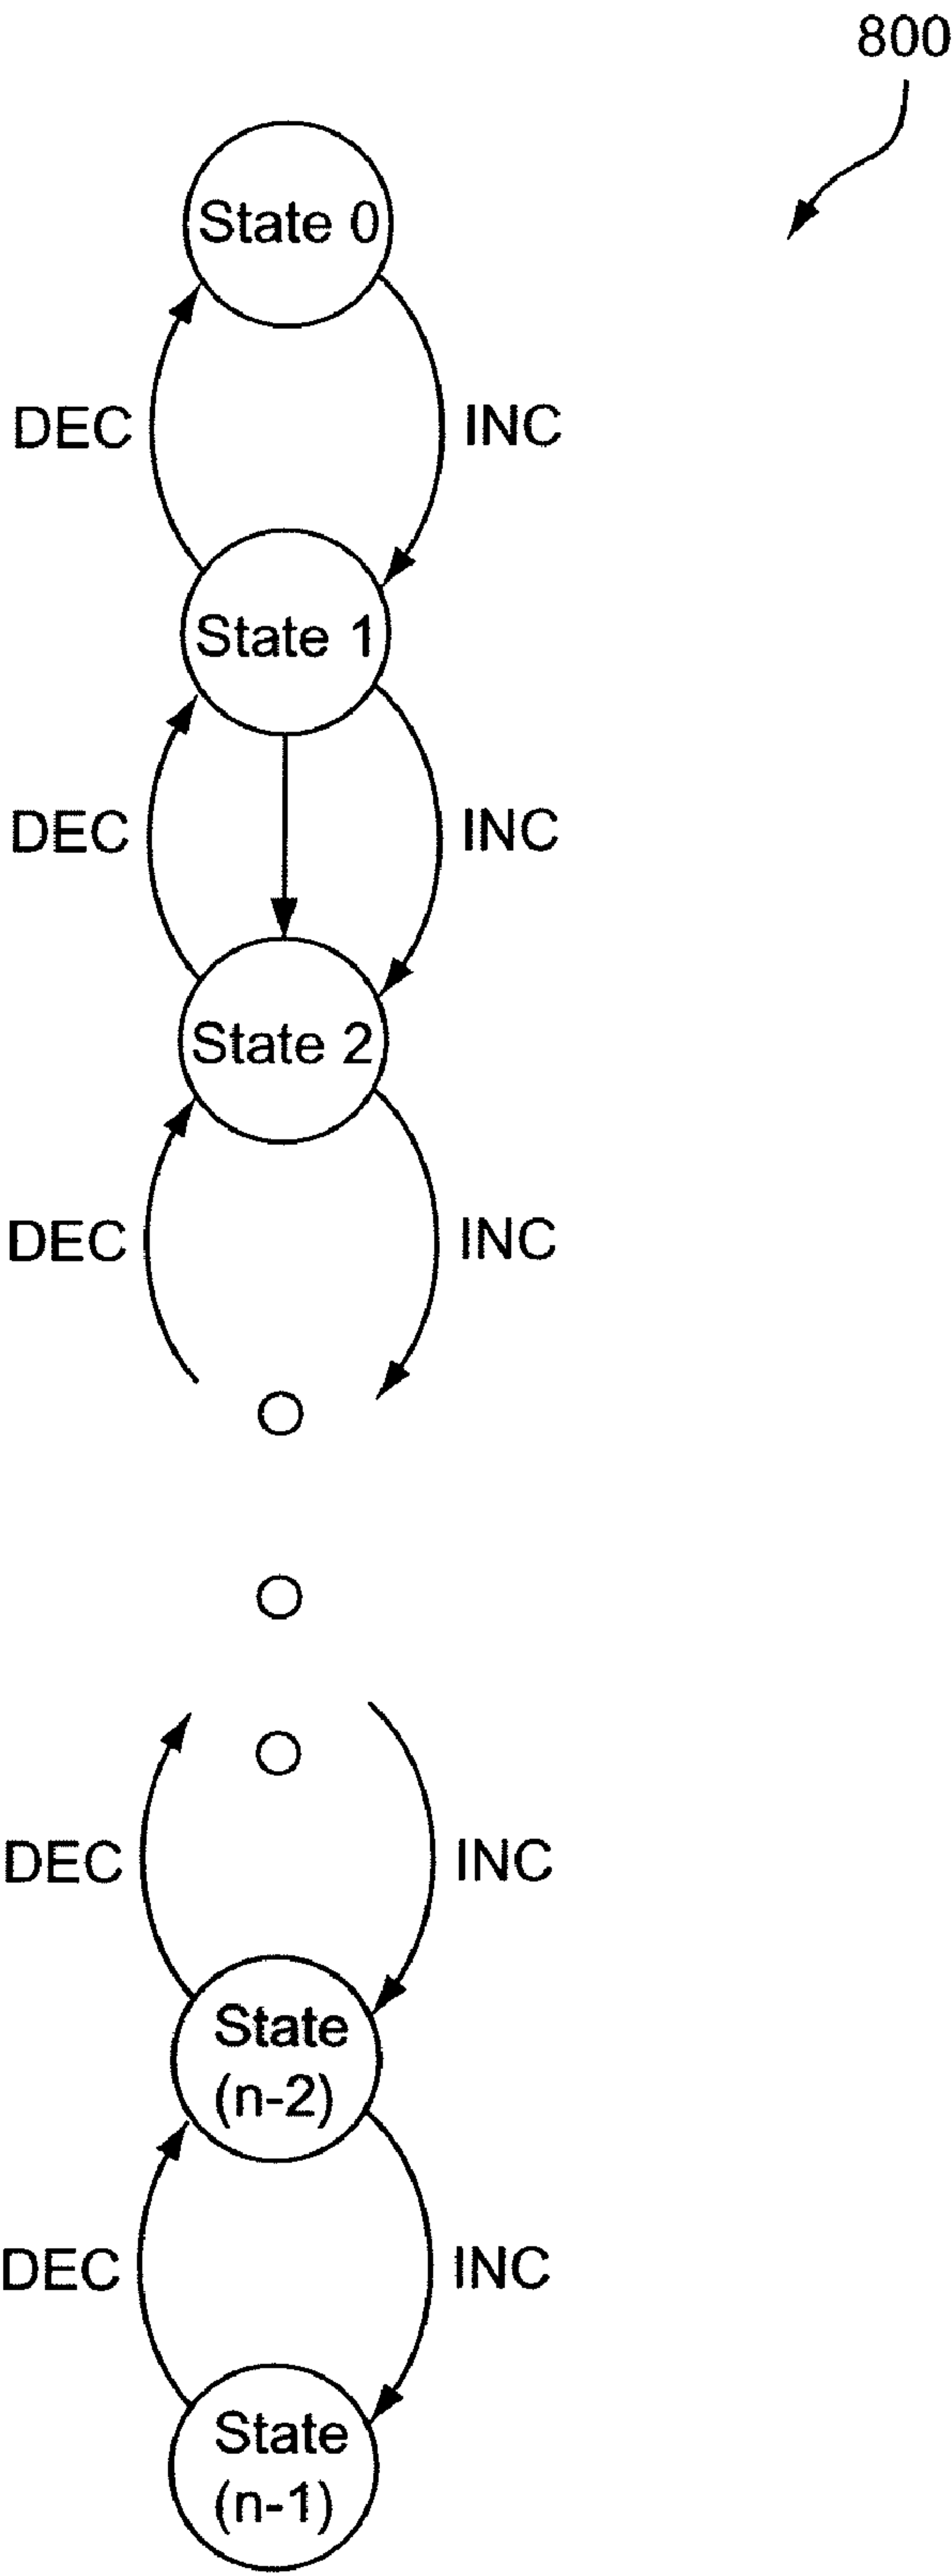 800
State 0
DEC
INC
State 1
DEC
INC
State 2
DEC
INC
DEC
INC
State
(n-2)
DEC
INC
State
(n-1)